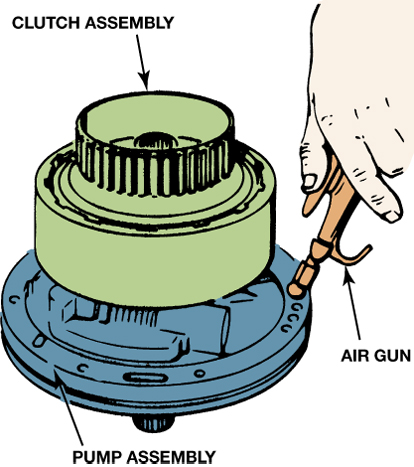 CLUTCH ASSEMBLY
AIR GUN
PUMP ASSEMBLY